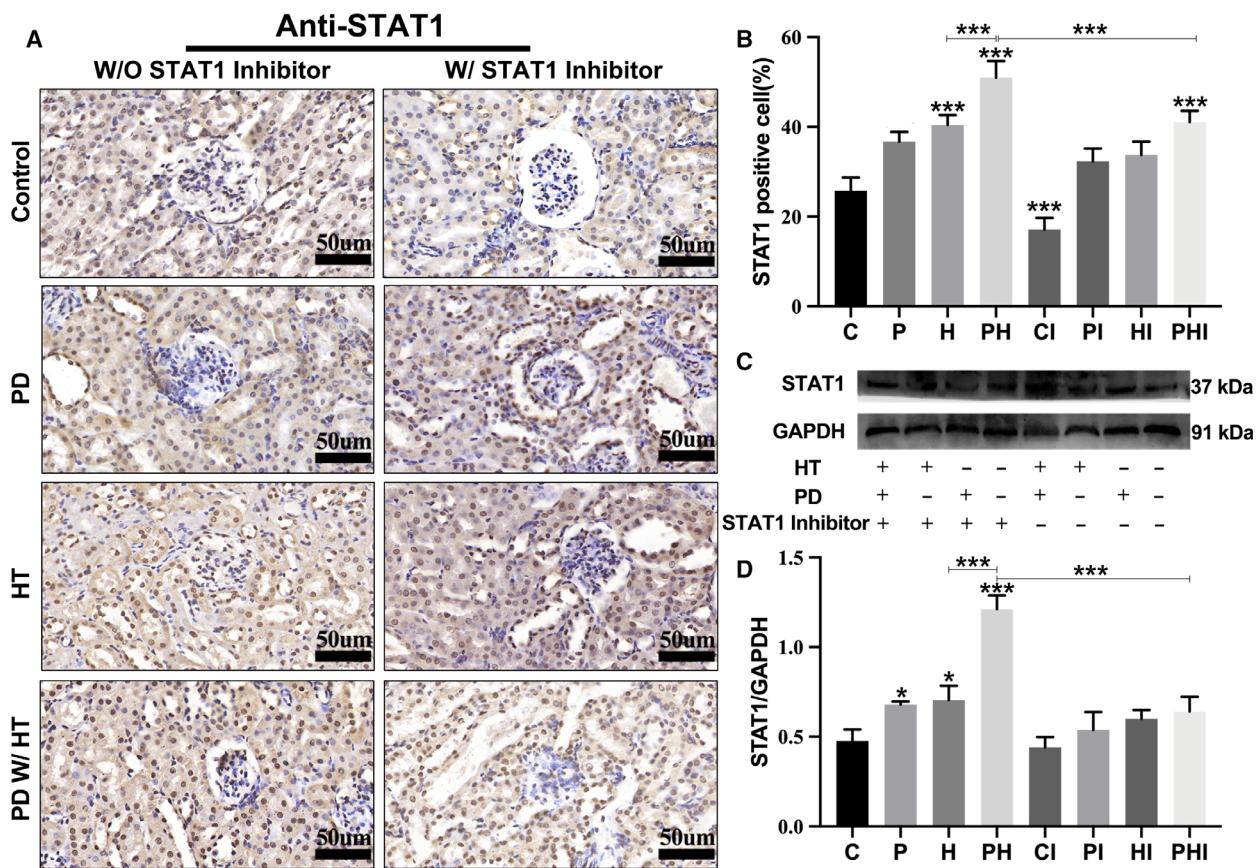 A
Anti-STAT1
W/O STAT1 Inhibitor
W/ STAT1 Inhibitor
Control
50um
50um
PD
50um
50um
HT
50um
50um
PD W/ HT
50um
50um
B
STAT1 positive cell(%)
60
40
20
0
***
***
***
***
***
***
C P H PH CI PI HI PHI
C
STAT1 37 kDa
GAPDH 91 kDa
HT + + - - + + - -
PD + - + - + - + -
STAT1 Inhibitor + + + + - - - -
D
STAT1/GAPDH
1.5
1.0
0.5
0.0
***
***
***
*
*
C P H PH CI PI HI PHI